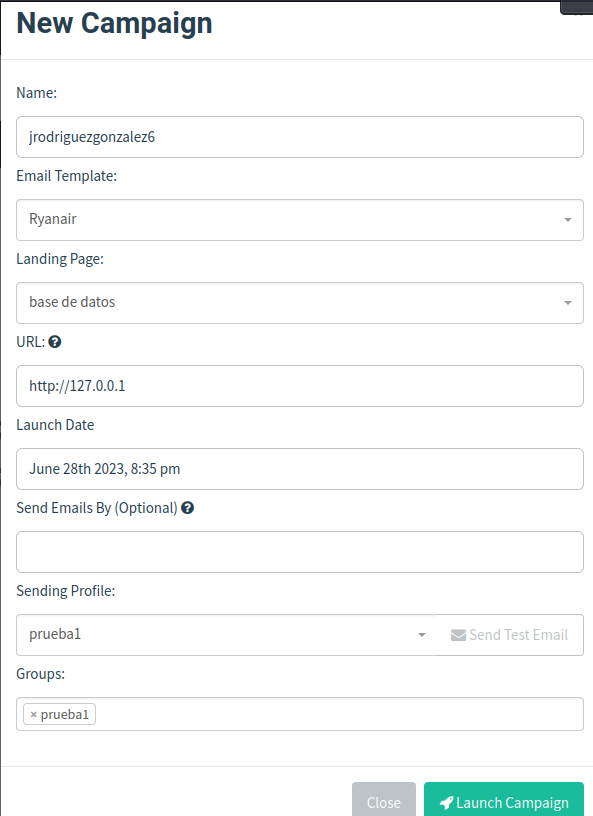 New Campaign
Name:
jrodriguezgonzalez6
Email Template:
Ryanair
Landing Page:
base de datos
URL:
http://127.0.0.1
Launch Date
June 28th 2023, 8:35 pm
Send Emails By (Optional)
Sending Profile:
prueba1
Send Test Email
Groups:
× prueba1
Close
Launch Campaign